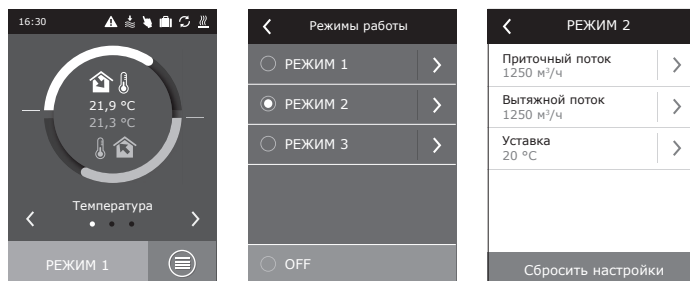 16:30
21,9 °C
21,3 °C
Температура
РЕЖИМ 1
Режимы работы
РЕЖИМ 1
РЕЖИМ 2
РЕЖИМ 3
OFF
РЕЖИМ 2
Приточный поток
1250 м³/ч
Вытяжной поток
1250 м³/ч
Уставка
20 °C
Сбросить настройки